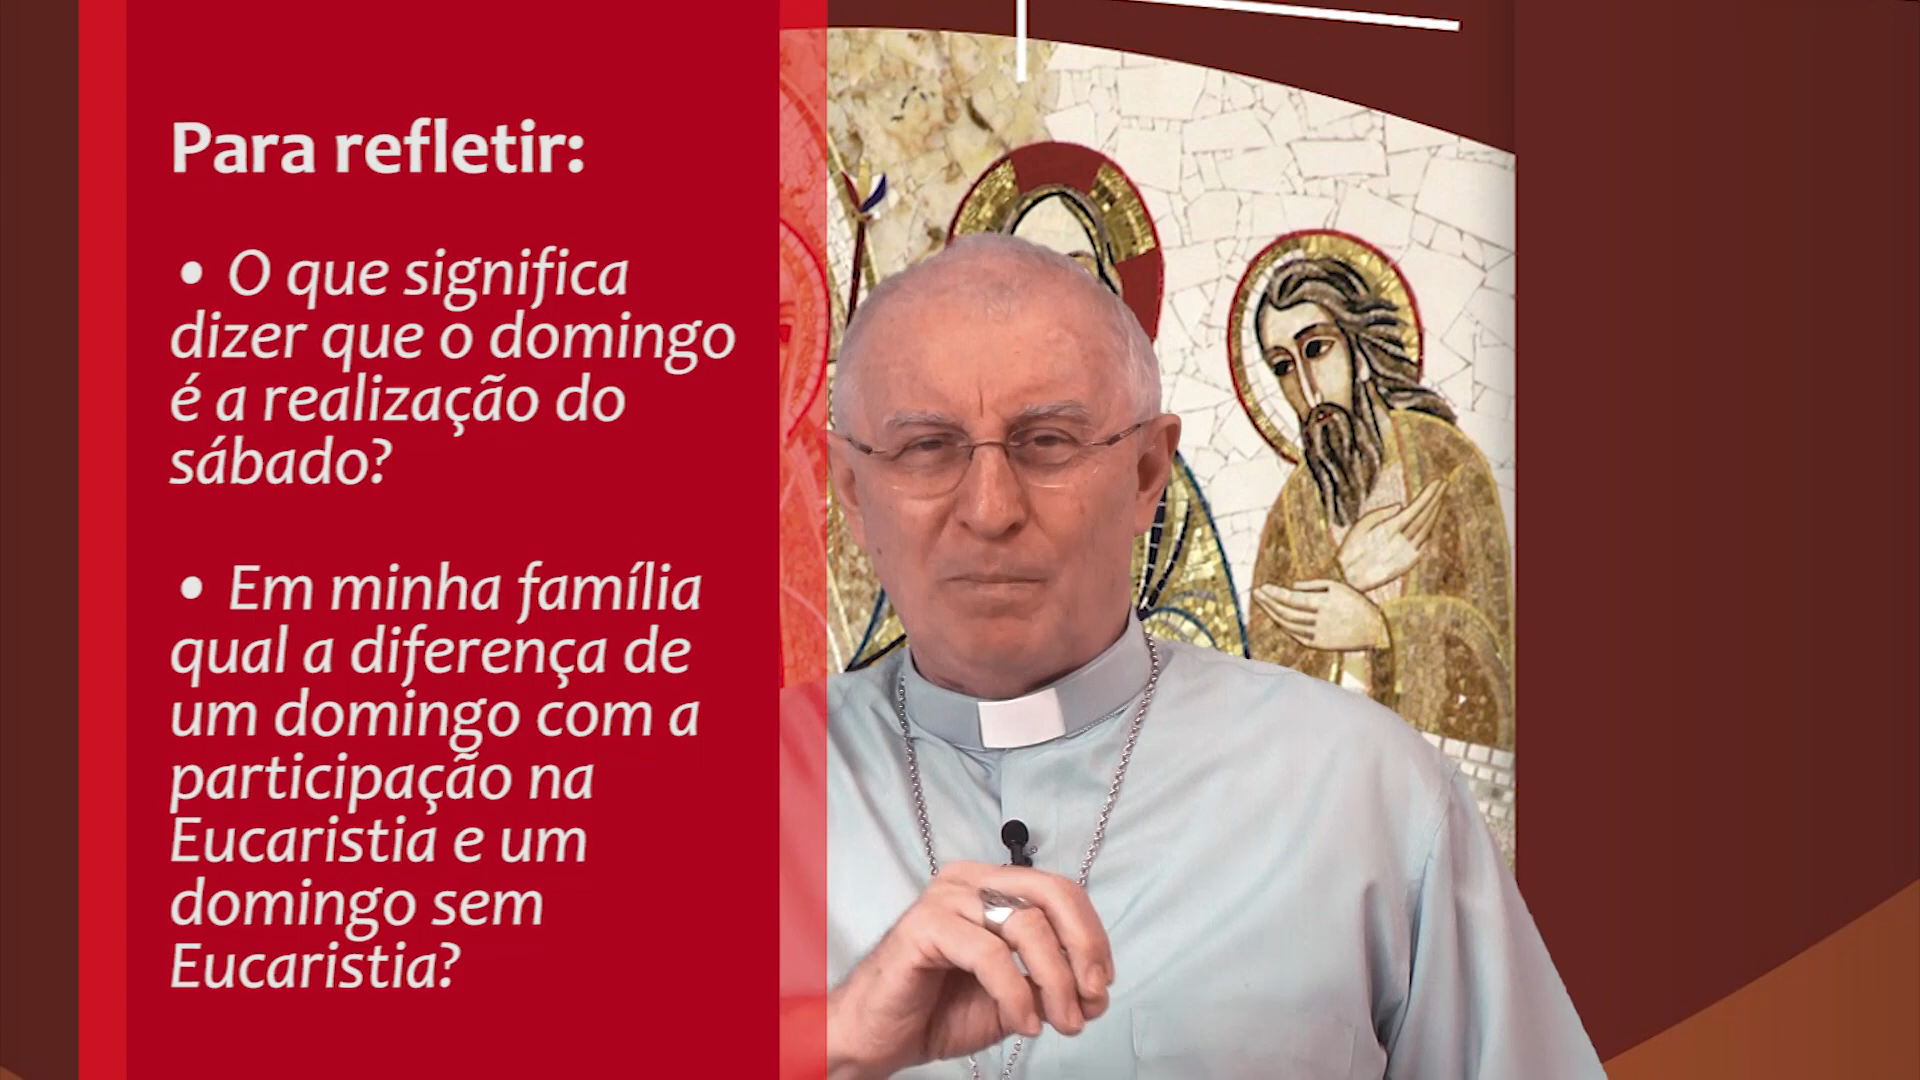 Para refletir:
• O que significa
dizer que o domingo
é a realização do
sábado?
• Em minha família
qual a diferença de
um domingo com a
participação na
Eucaristia e um
domingo sem
Eucaristia?